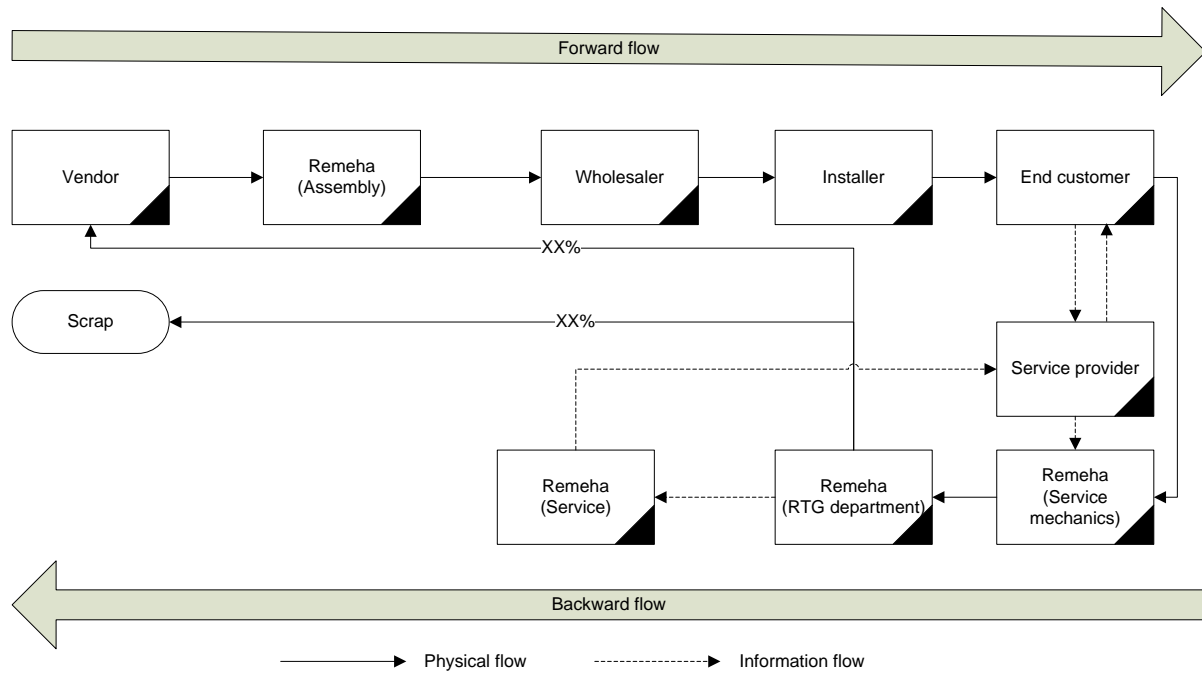 Forward flow
Vendor
Remeha
(Assembly)
Wholesaler
Installer
End customer
XX%
Scrap
XX%
Service provider
Remeha
(Service)
Remeha
(RTG department)
Remeha
(Service
mechanics)
Backward flow
Physical flow
Information flow